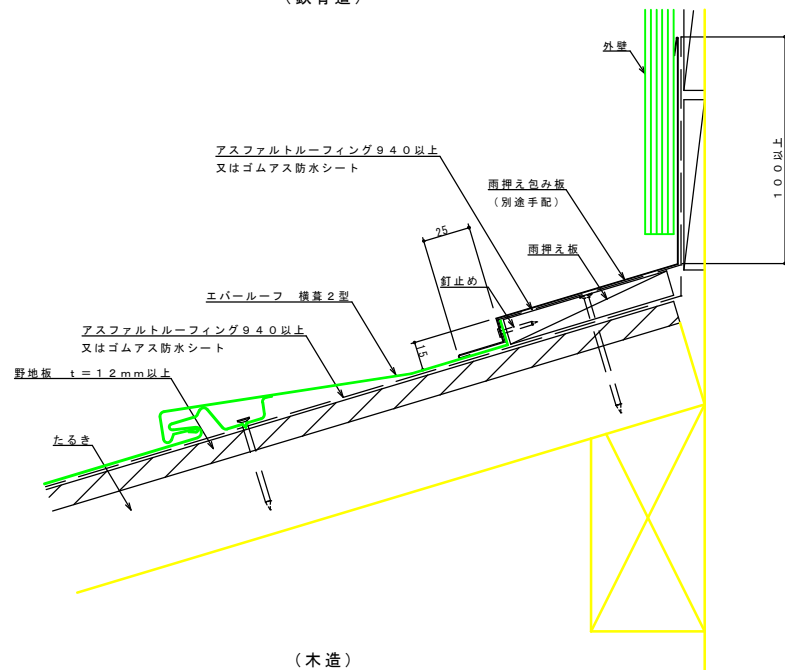 (鉄骨造)
外壁
アスファルトルーフィング940以上
又はゴムアス防水シート
雨押え包み板
(別途手配)
100以上
25
雨押え板
釘止め
エバールーフ 横葺2型
アスファルトルーフィング940以上
又はゴムアス防水シート
15
野地板 t=12mm以上
たるき
(木造)